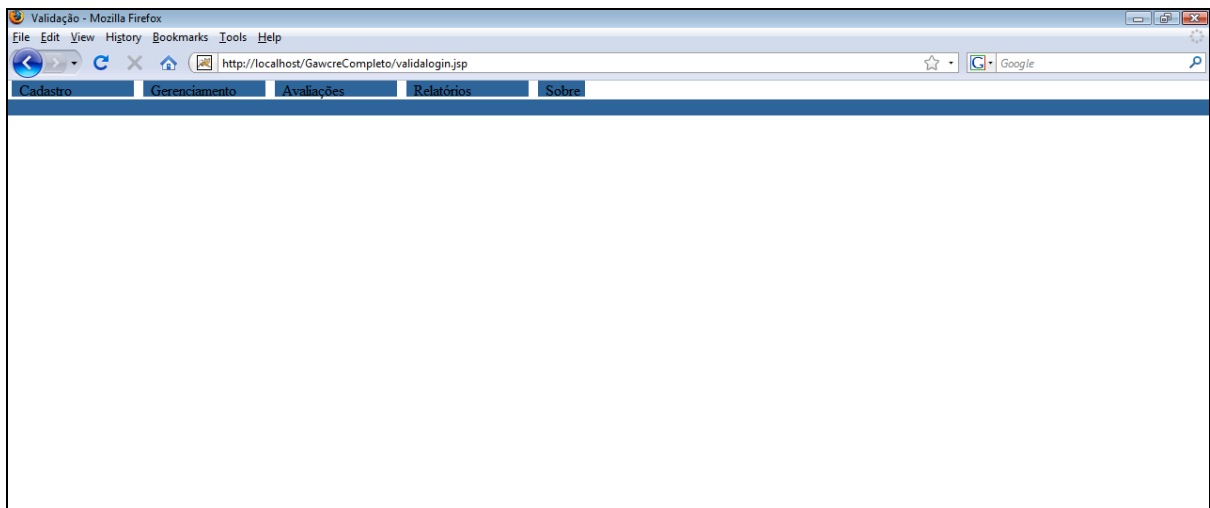 Validação - Mozilla Firefox
File Edit View History Bookmarks Tools Help
http://localhost/GawcreCompleto/validalogin.jsp G Google
Cadastro Gerenciamento Avaliações Relatórios Sobre